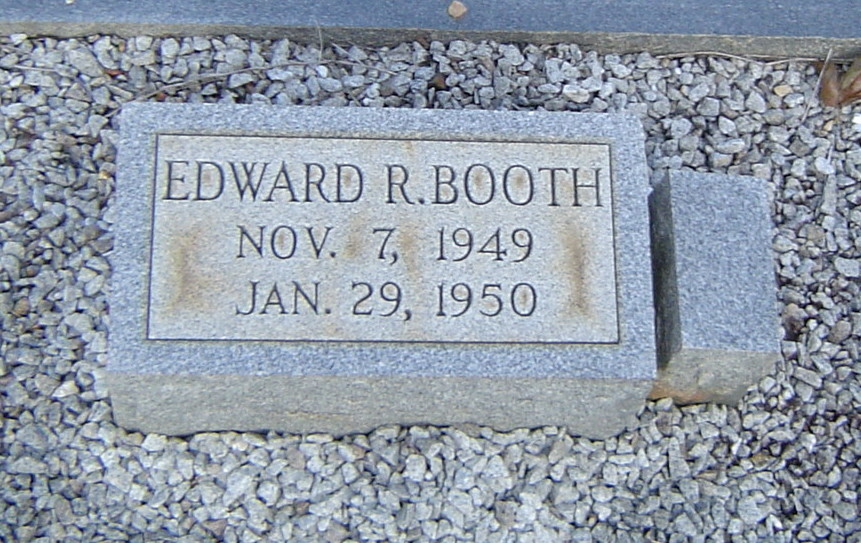 EDWARD R. BOOTH
NOV. 7, 1949
JAN. 29, 1950